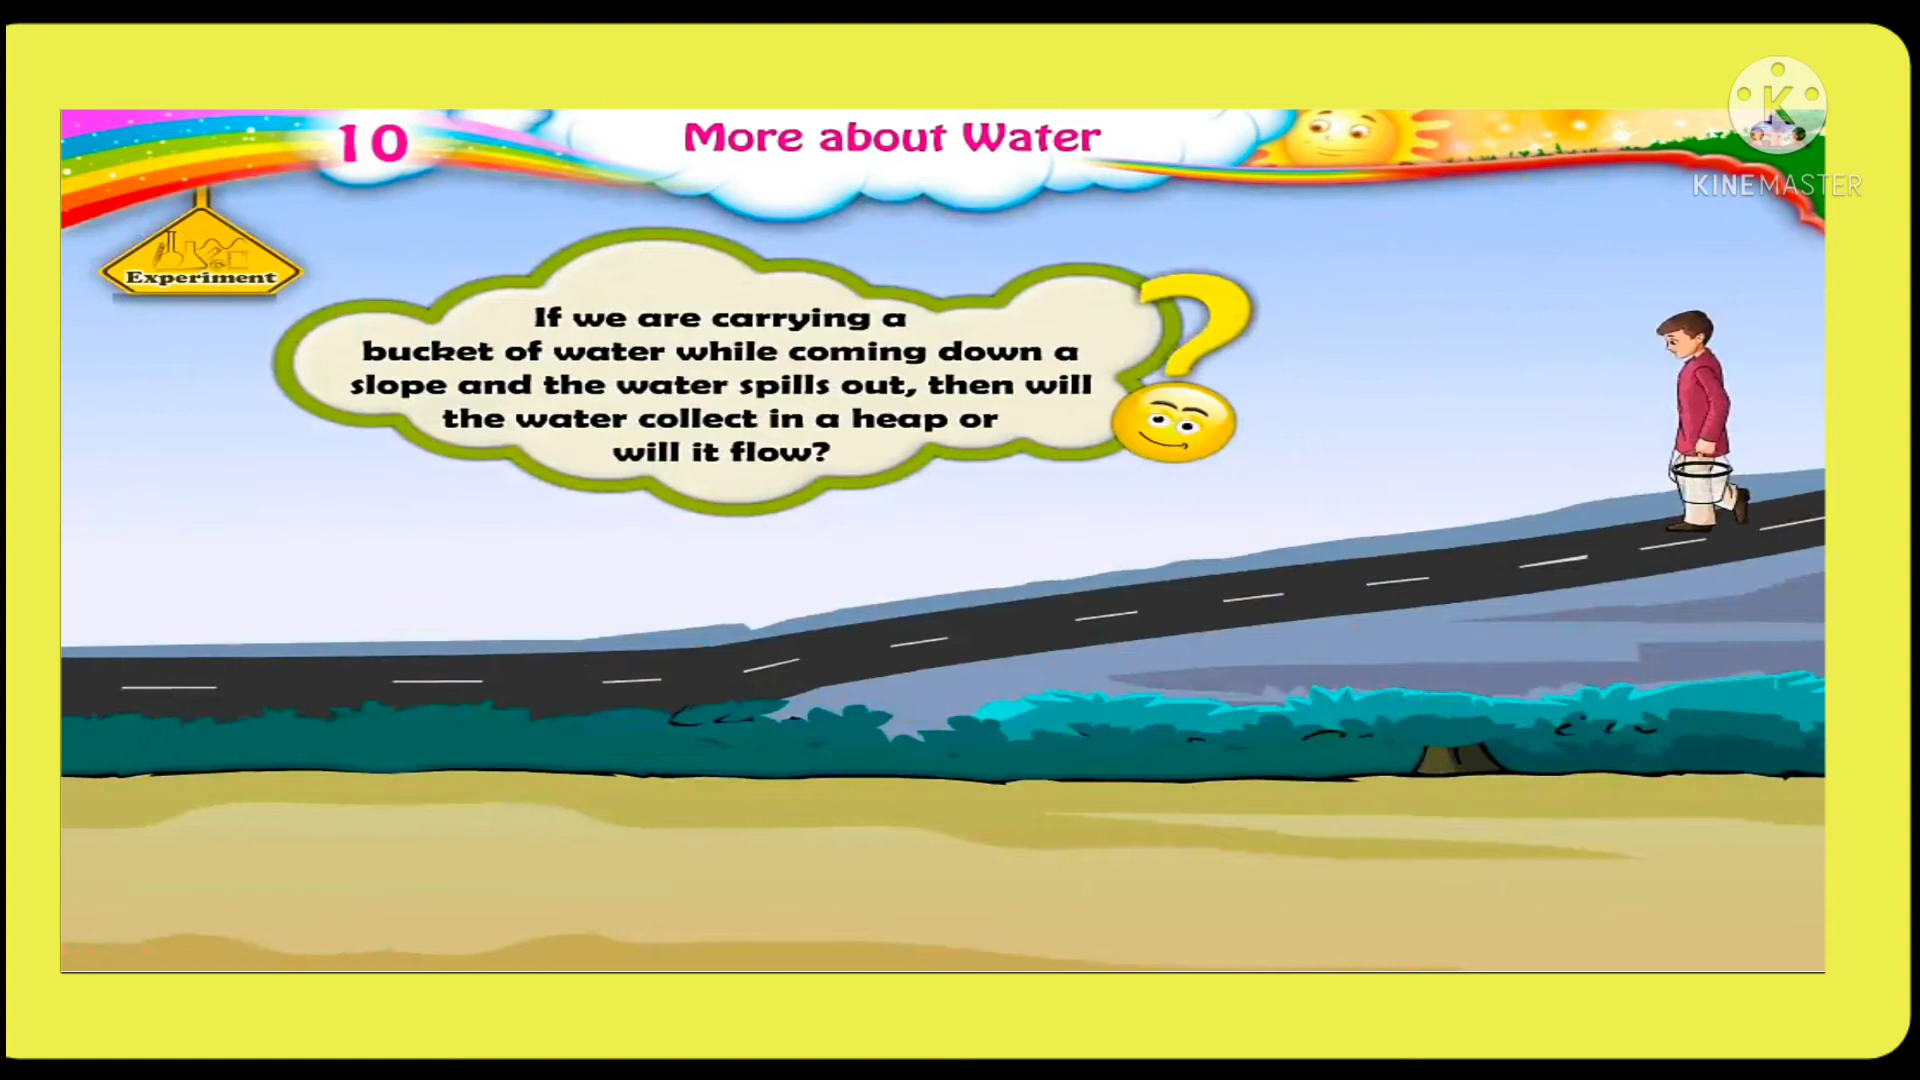 10
More about Water
KINEMASTER
Experiment
If we are carrying a
bucket of water while coming down a
slope and the water spills out, then will
the water collect in a heap or
will it flow?